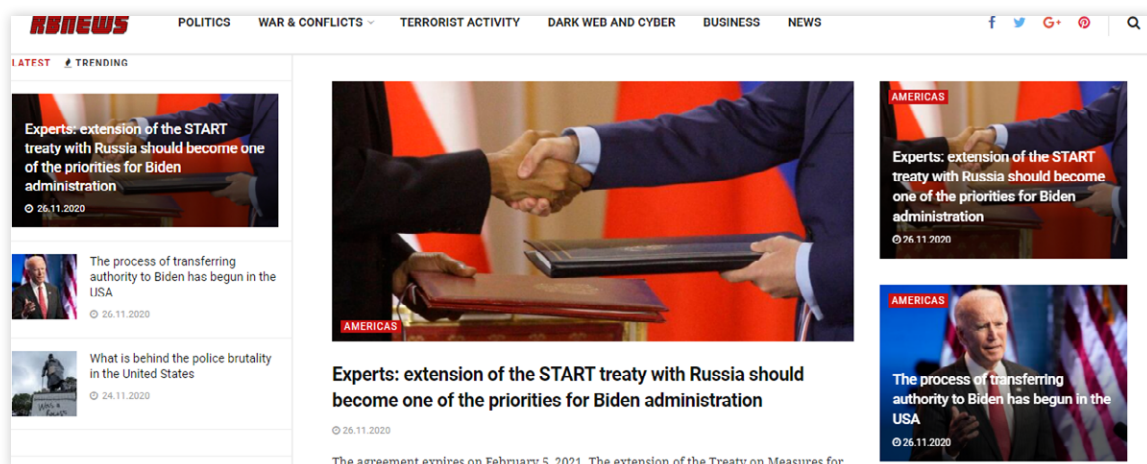 RBNEWS
POLITICS
WAR & CONFLICTS
TERRORIST ACTIVITY
DARK WEB AND CYBER
BUSINESS
NEWS
LATEST
TRENDING
Experts: extension of the START
treaty with Russia should become one
of the priorities for Biden
administration
26.11.2020
The process of transferring
authority to Biden has begun in the
USA
26.11.2020
What is behind the police brutality
in the United States
24.11.2020
AMERICAS
Experts: extension of the START treaty with Russia should
become one of the priorities for Biden administration
26.11.2020
The agreement expires on February 5, 2021. The extension of the Treaty on Measures for
AMERICAS
Experts: extension of the START
treaty with Russia should become
one of the priorities for Biden
administration
26.11.2020
AMERICAS
The process of transferring
authority to Biden has begun in the
USA
26.11.2020